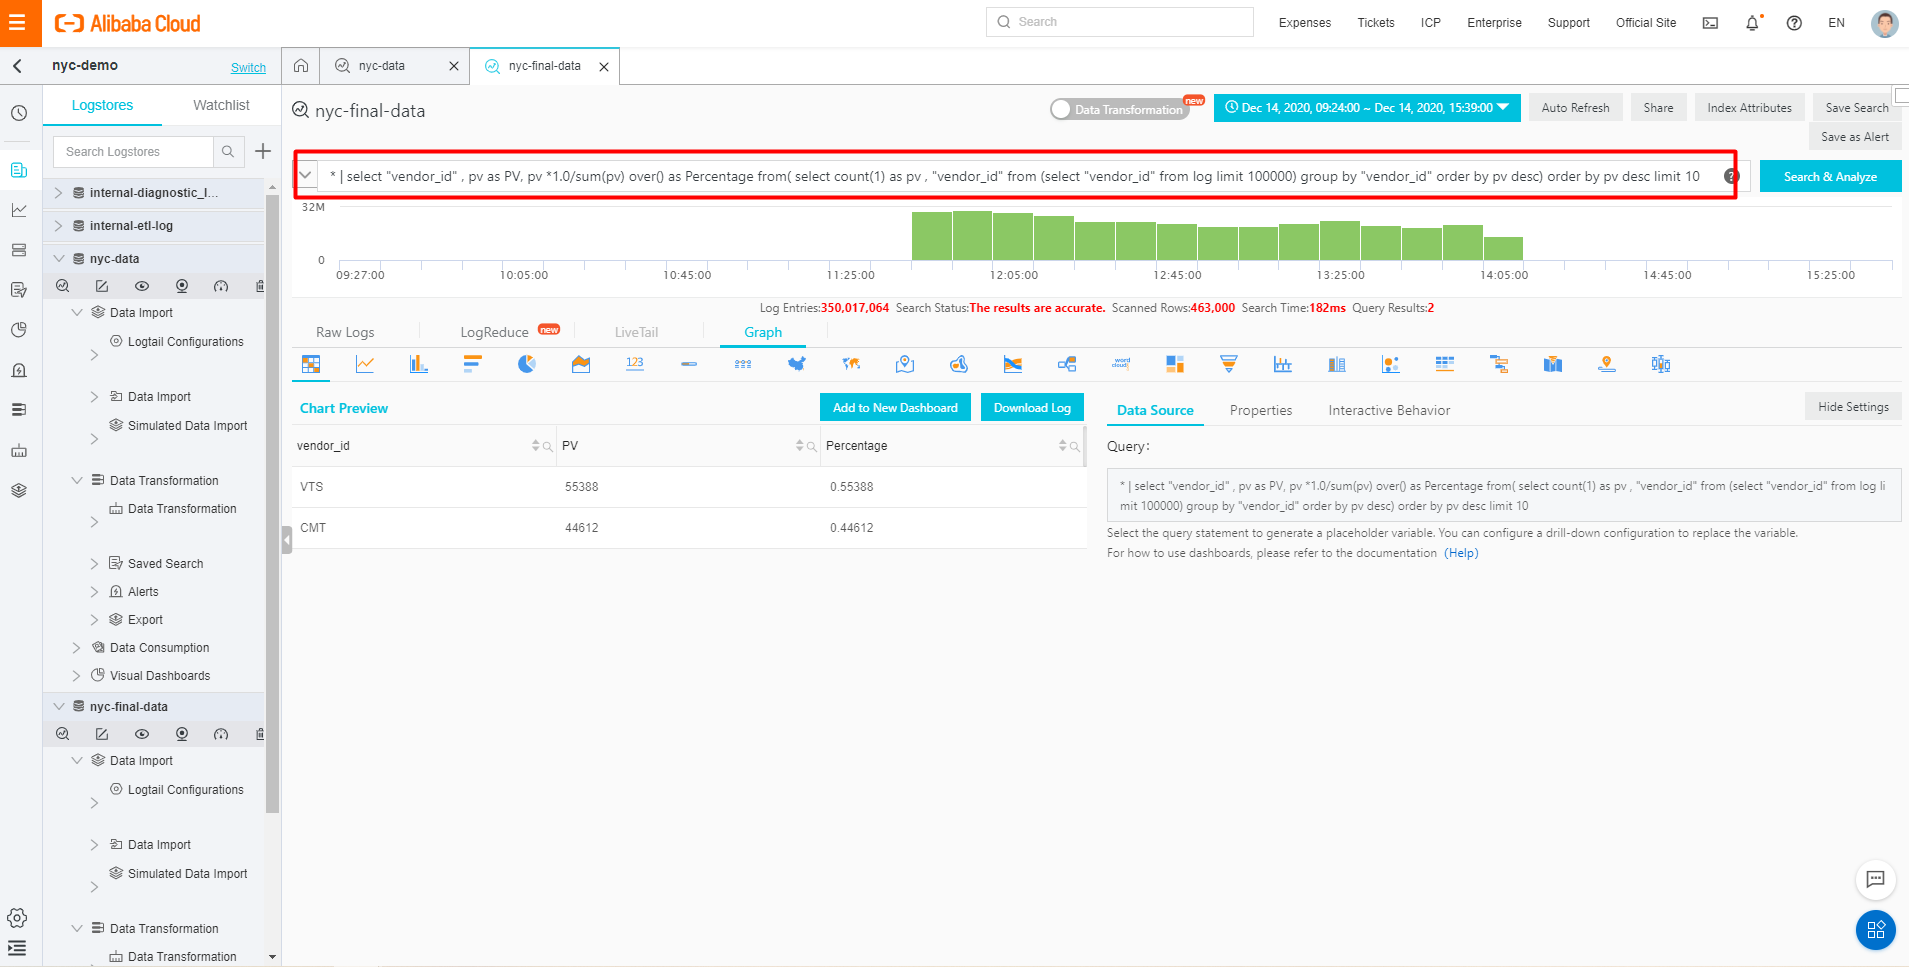 Alibaba Cloud
Search
Expenses
Tickets
ICP
Enterprise
Support
Official Site
EN
nyc-demo
Switch
nyc-data
nyc-final-data
Logstores
Watchlist
Search Logstores
internal-diagnostic_l...
internal-etl-log
nyc-data
Data Import
Logtail Configurations
Data Import
Simulated Data Import
Data Transformation
Data Transformation
Saved Search
Alerts
Export
Data Consumption
Visual Dashboards
nyc-final-data
Data Import
Logtail Configurations
Data Import
Simulated Data Import
Data Transformation
Data Transformation
nyc-final-data
Data Transformation
new
Dec 14, 2020, 09:24:00 ~ Dec 14, 2020, 15:39:00
Auto Refresh
Share
Index Attributes
Save Search
Save as Alert
* | select "vendor_id" , pv as PV, pv *1.0/sum(pv) over() as Percentage from( select count(1) as pv , "vendor_id" from (select "vendor_id" from log limit 100000) group by "vendor_id" order by pv desc) order by pv desc limit 10
?
Search & Analyze
32M
0
09:27:00
10:05:00
10:45:00
11:25:00
12:05:00
12:45:00
13:25:00
14:05:00
14:45:00
15:25:00
Log Entries:350,017,064 Search Status:The results are accurate. Scanned Rows:463,000 Search Time:182ms Query Results:2
Raw Logs
LogReduce
new
LiveTail
Graph
123
word cloud
Chart Preview
Add to New Dashboard
Download Log
vendor_id
PV
Percentage
VTS
55388
0.55388
CMT
44612
0.44612
Data Source
Properties
Interactive Behavior
Hide Settings
Query:
* | select "vendor_id" , pv as PV, pv *1.0/sum(pv) over() as Percentage from( select count(1) as pv , "vendor_id" from (select "vendor_id" from log li
mit 100000) group by "vendor_id" order by pv desc) order by pv desc limit 10
Select the query statement to generate a placeholder variable. You can configure a drill-down configuration to replace the variable.
For how to use dashboards, please refer to the documentation (Help)